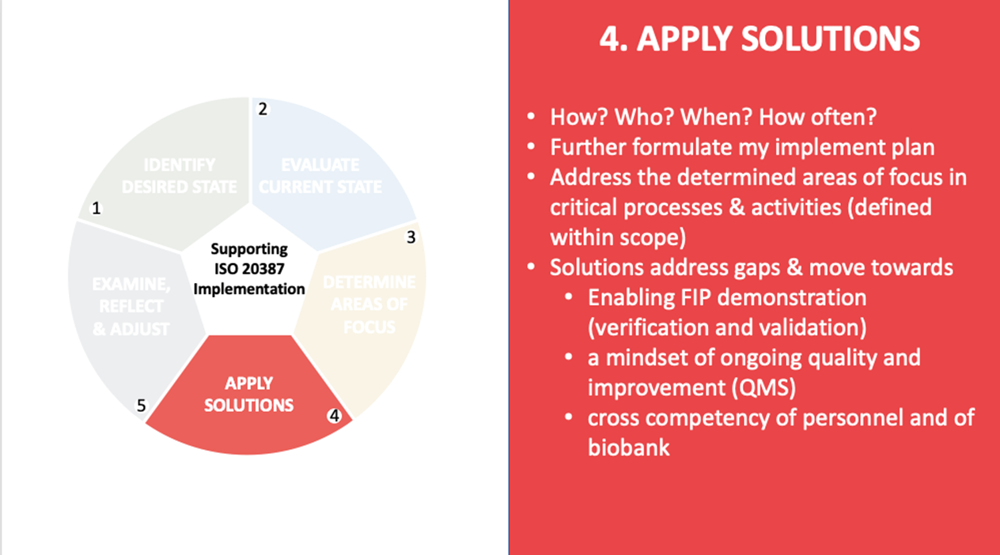 2
IDENTIFY
DESIRED STATE
EVALUATE
CURRENT STATE
1
3
Supporting
ISO 20387
Implementation
EXAMINE,
REFLECT
& ADJUST
DETERMINE
AREAS OF
FOCUS
APPLY
SOLUTIONS
5
4
4. APPLY SOLUTIONS
• How? Who? When? How often?
• Further formulate my implement plan
• Address the determined areas of focus in
critical processes & activities (defined
within scope)
• Solutions address gaps & move towards
• Enabling FIP demonstration
(verification and validation)
• a mindset of ongoing quality and
improvement (QMS)
• cross competency of personnel and of
biobank